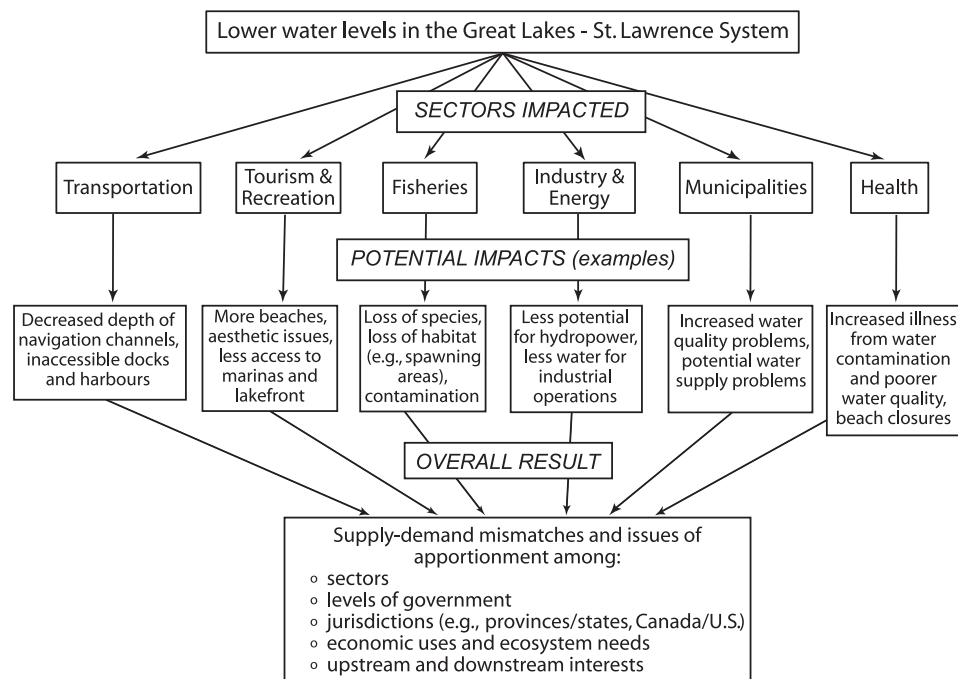 Lower water levels in the Great Lakes - St. Lawrence System
SECTORS IMPACTED
Transportation
Tourism &
Recreation
Fisheries
Industry &
Energy
Municipalities
Health
POTENTIAL IMPACTS (examples)
Decreased depth of
navigation channels,
inaccessible docks
and harbours
More beaches,
aesthetic issues,
less access to
marinas and
lakefront
Loss of species,
loss of habitat
(e.g., spawning
areas),
contamination
Less potential
for hydropower,
less water for
industrial
operations
Increased water
quality problems,
potential water
supply problems
Increased illness
from water
contamination
and poorer
water quality,
beach closures
OVERALL RESULT
Supply-demand mismatches and issues of
apportionment among:
o sectors
o levels of government
o jurisdictions (e.g., provinces/states, Canada/U.S.)
o economic uses and ecosystem needs
o upstream and downstream interests